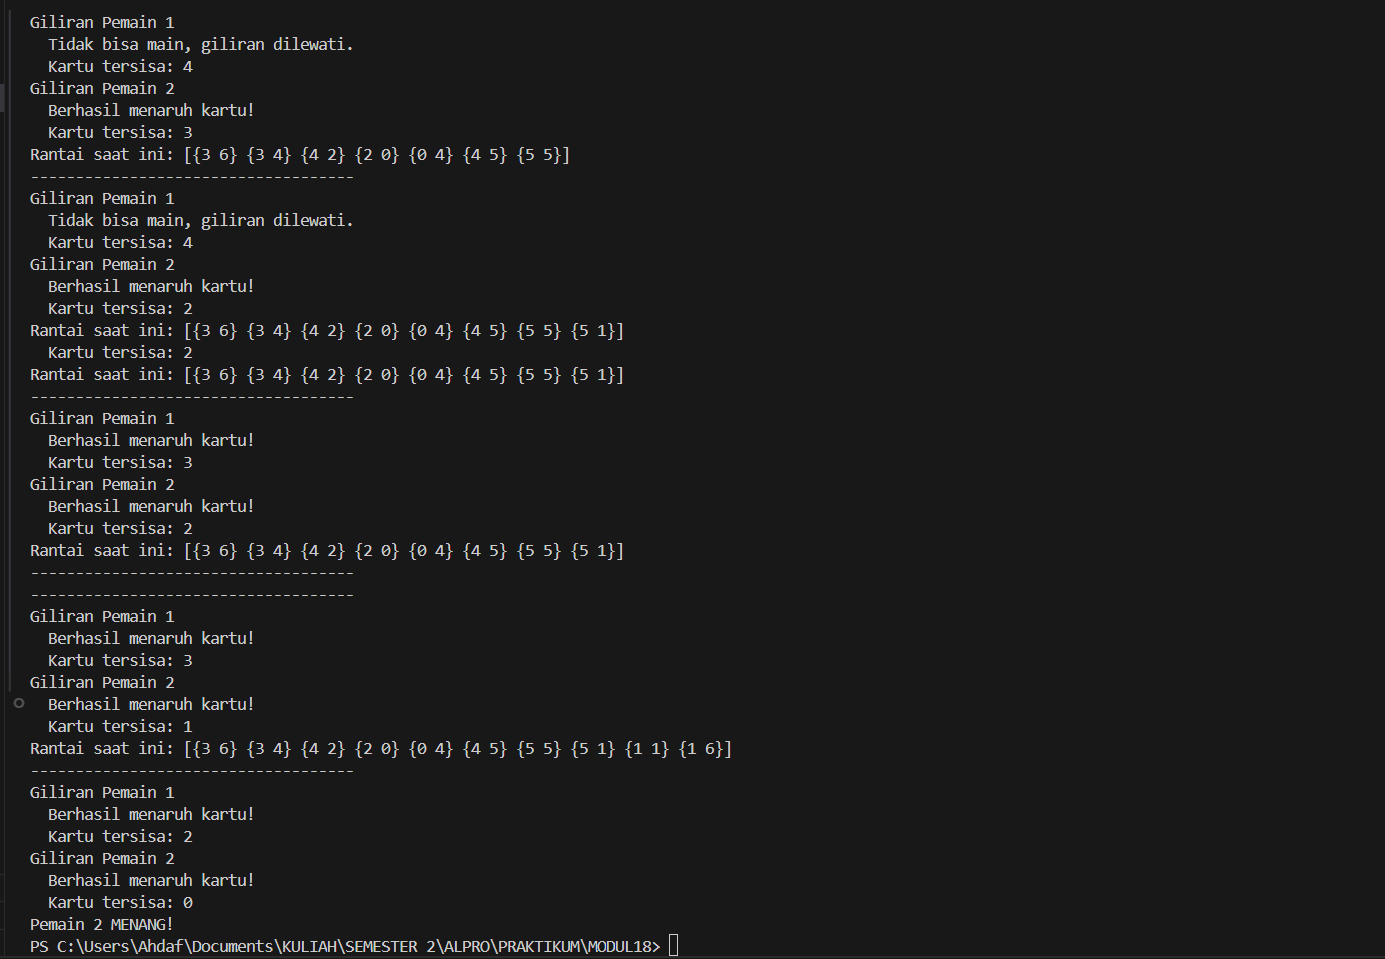 Giliran Pemain 1
Tidak bisa main, giliran dilewati.
Kartu tersisa: 4
Giliran Pemain 2
Berhasil menaruh kartu!
Kartu tersisa: 3
Rantai saat ini: [{3 6} {3 4} {4 2} {2 0} {0 4} {4 5} {5 5}]
------------------------------------
Giliran Pemain 1
Tidak bisa main, giliran dilewati.
Kartu tersisa: 4
Giliran Pemain 2
Berhasil menaruh kartu!
Kartu tersisa: 2
Rantai saat ini: [{3 6} {3 4} {4 2} {2 0} {0 4} {4 5} {5 5} {5 1}]
Kartu tersisa: 2
Rantai saat ini: [{3 6} {3 4} {4 2} {2 0} {0 4} {4 5} {5 5} {5 1}]
------------------------------------
Giliran Pemain 1
Berhasil menaruh kartu!
Kartu tersisa: 3
Giliran Pemain 2
Berhasil menaruh kartu!
Kartu tersisa: 2
Rantai saat ini: [{3 6} {3 4} {4 2} {2 0} {0 4} {4 5} {5 5} {5 1}]
------------------------------------
------------------------------------
Giliran Pemain 1
Berhasil menaruh kartu!
Kartu tersisa: 3
Giliran Pemain 2
Berhasil menaruh kartu!
Kartu tersisa: 1
Rantai saat ini: [{3 6} {3 4} {4 2} {2 0} {0 4} {4 5} {5 5} {5 1} {1 1} {1 6}]
------------------------------------
Giliran Pemain 1
Berhasil menaruh kartu!
Kartu tersisa: 2
Giliran Pemain 2
Berhasil menaruh kartu!
Kartu tersisa: 0
Pemain 2 MENANG!
PS C:\Users\Ahdaf\Documents\KULIAH\SEMESTER 2\ALPRO\PRAKTIKUM\MODUL18>